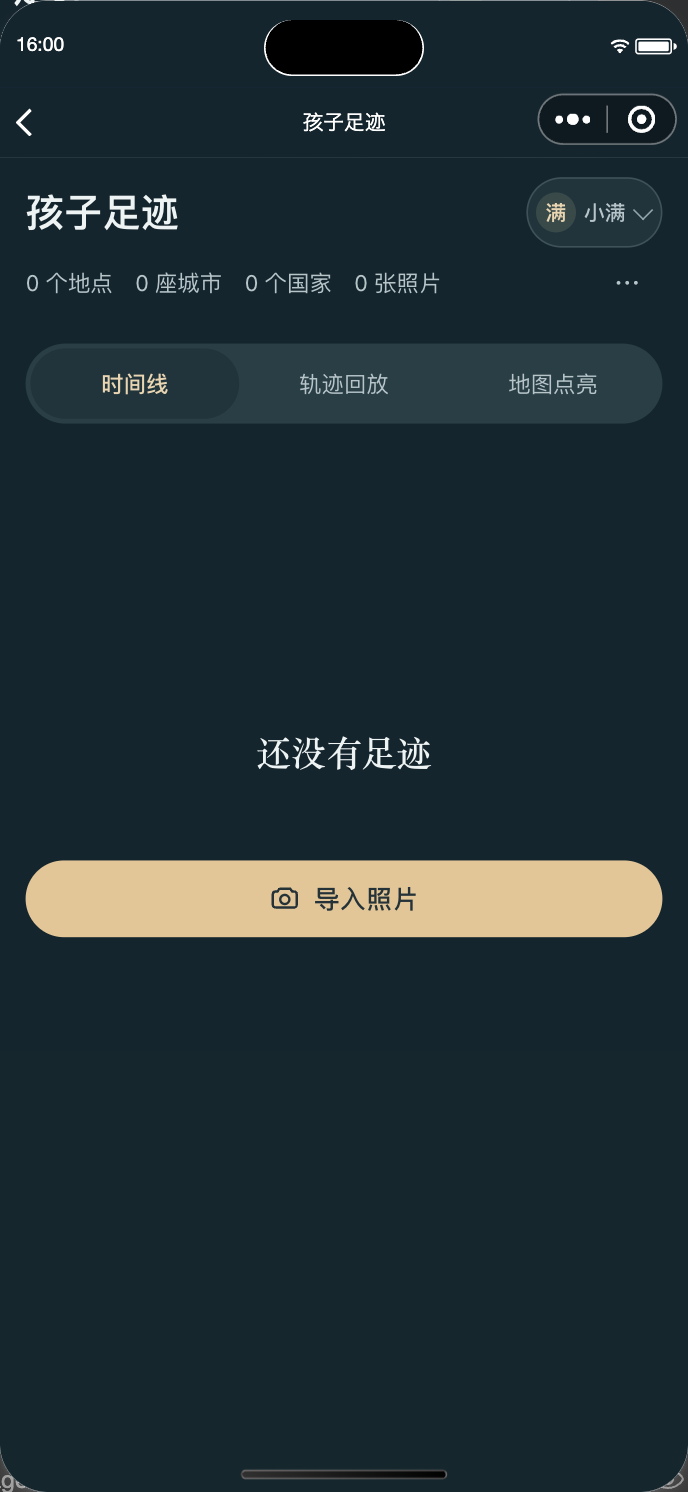 16:00
孩子足迹
孩子足迹
满 小满
0 个地点 0 座城市 0 个国家 0 张照片
时间线 轨迹回放 地图点亮
还没有足迹
导入照片